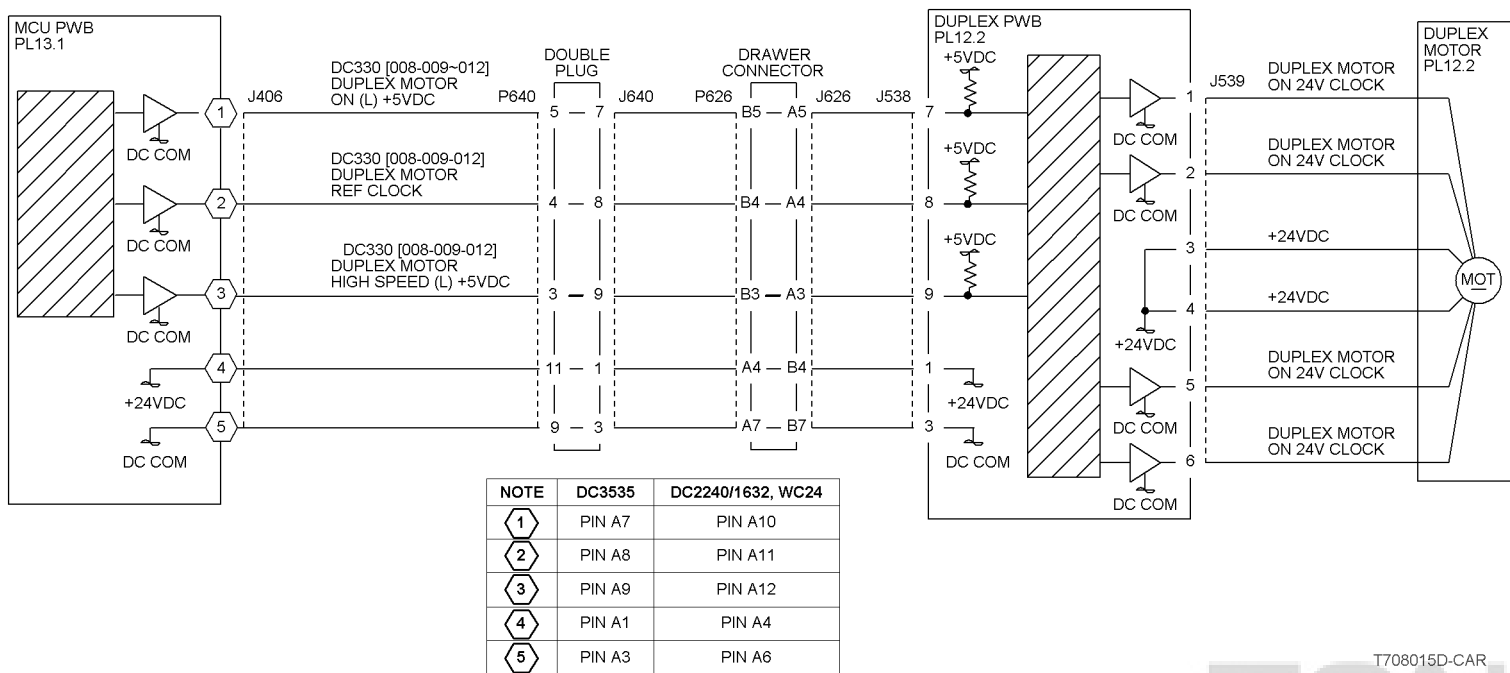 MCU PWB
PL13.1
DC COM
DC COM
DC COM
+24VDC
DC COM
1
2
3
4
5
J406
DC330 [008-009~012]
DUPLEX MOTOR
ON (L) +5VDC
DC330 [008-009-012]
DUPLEX MOTOR
REF CLOCK
DC330 [008-009-012]
DUPLEX MOTOR
HIGH SPEED (L) +5VDC
P640
DOUBLE
PLUG
J640
5 — 7
4 — 8
3 — 9
11 — 1
9 — 3
P626
DRAWER
CONNECTOR
J626
B5 — A5
B4 — A4
B3 — A3
A4 — B4
A7 — B7
J538
7
8
9
1
3
DUPLEX PWB
PL12.2
+5VDC
+5VDC
+5VDC
+24VDC
DC COM
DC COM
DC COM
+24VDC
DC COM
DC COM
1
2
3
4
5
6
J539
DUPLEX MOTOR
ON 24V CLOCK
DUPLEX MOTOR
ON 24V CLOCK
+24VDC
+24VDC
DUPLEX MOTOR
ON 24V CLOCK
DUPLEX MOTOR
ON 24V CLOCK
DUPLEX
MOTOR
PL12.2
MOT
NOTE DC3535 DC2240/1632, WC24
1 PIN A7 PIN A10
2 PIN A8 PIN A11
3 PIN A9 PIN A12
4 PIN A1 PIN A4
5 PIN A3 PIN A6
T708015D-CAR